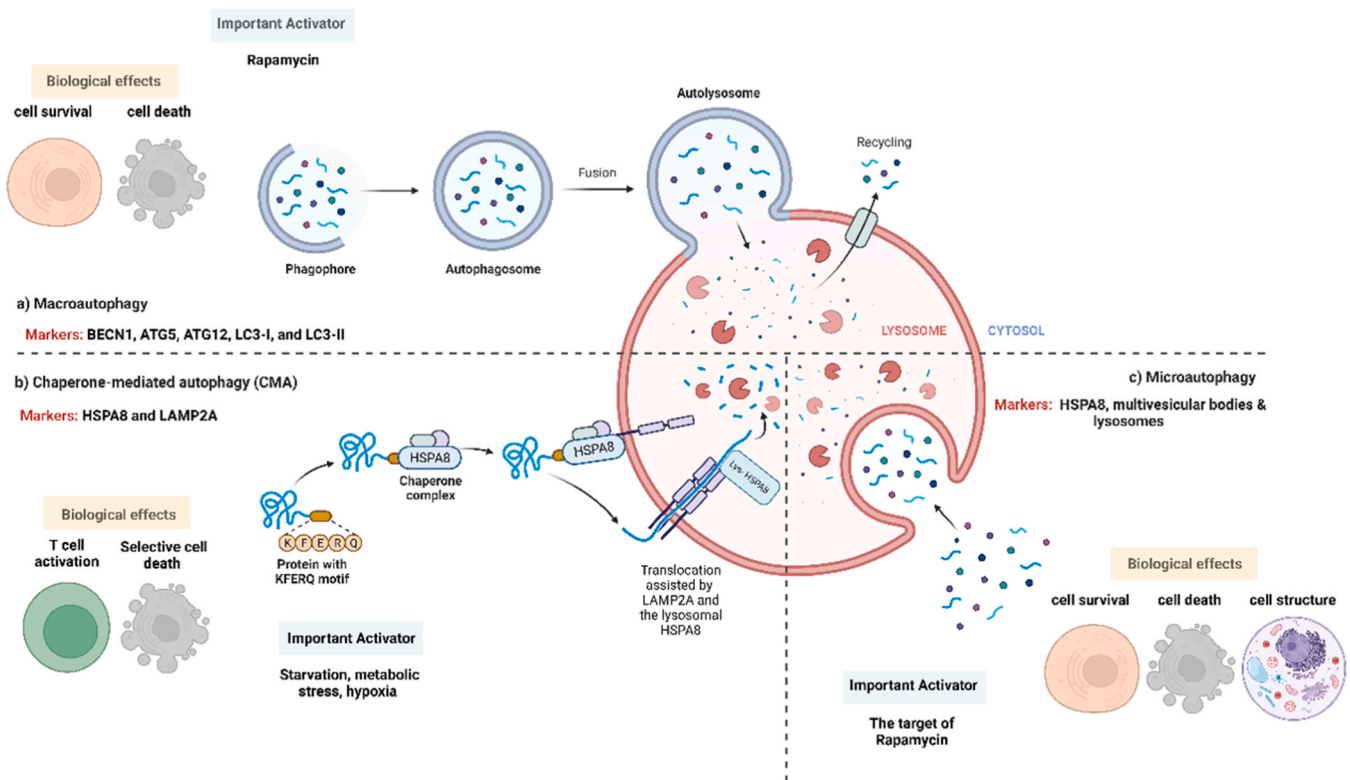 Important Activator
Rapamycin
Biological effects
cell survival
cell death
Autolysosome
Recycling
Fusion
Phagophore
Autophagosome
a) Macroautophagy
Markers: BECN1, ATG5, ATG12, LC3-I, and LC3-II
LYSOSOME
CYTOSOL
b) Chaperone-mediated autophagy (CMA)
Markers: HSPA8 and LAMP2A
c) Microautophagy
Markers: HSPA8, multivesicular bodies &
lysosomes
HSPA8
Chaperone
complex
HSPA8
Lys-HSPA8
K F E R Q
Protein with
KFERQ motif
Biological effects
T cell
activation
Selective cell
death
Translocation
assisted by
LAMP2A and
the lysosomal
HSPA8
Important Activator
Starvation, metabolic
stress, hypoxia
Biological effects
cell survival
cell death
cell structure
Important Activator
The target of
Rapamycin